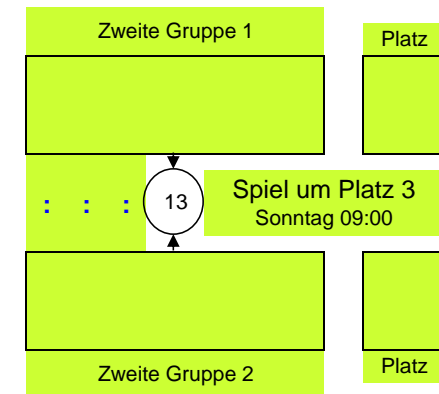 Zweite Gruppe 1
Platz
: : :
13
Spiel um Platz 3
Sonntag 09:00
Zweite Gruppe 2
Platz